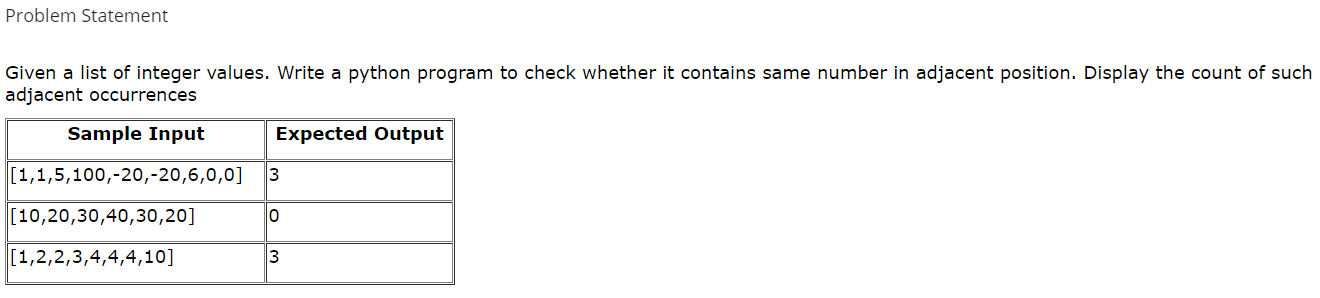 Problem Statement
Given a list of integer values. Write a python program to check whether it contains same number in adjacent position. Display the count of such
adjacent occurrences
Sample Input Expected Output
[1,1,5,100,-20,-20,6,0,0] 3
[10,20,30,40,30,20] 0
[1,2,2,3,4,4,4,10] 3